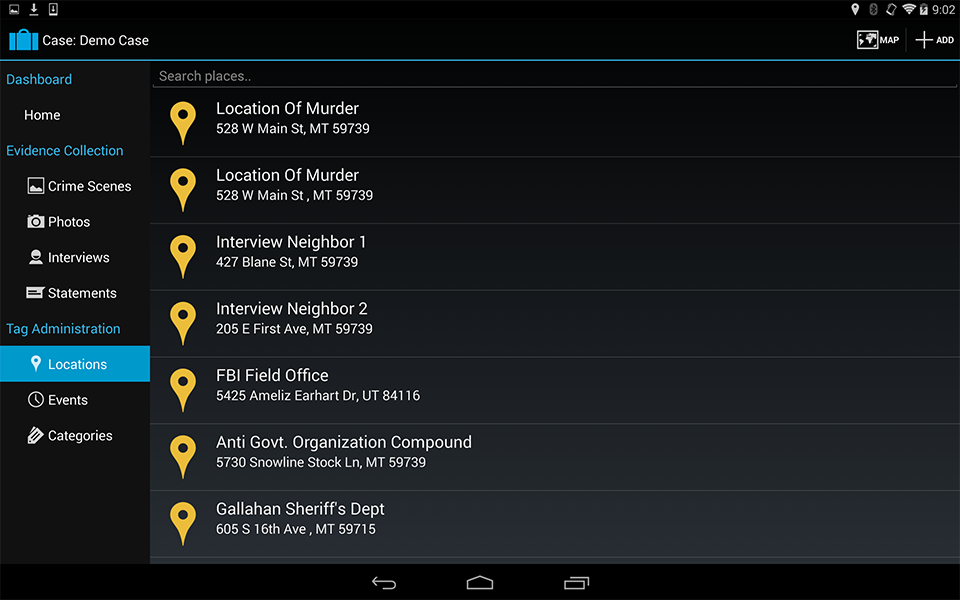 9:02
Case: Demo Case
MAP
ADD
Dashboard
Home
Evidence Collection
Crime Scenes
Photos
Interviews
Statements
Tag Administration
Locations
Events
Categories
Search places..
Location Of Murder
528 W Main St, MT 59739
Location Of Murder
528 W Main St , MT 59739
Interview Neighbor 1
427 Blane St, MT 59739
Interview Neighbor 2
205 E First Ave, MT 59739
FBI Field Office
5425 Ameliz Earhart Dr, UT 84116
Anti Govt. Organization Compound
5730 Snowline Stock Ln, MT 59739
Gallahan Sheriff's Dept
605 S 16th Ave , MT 59715